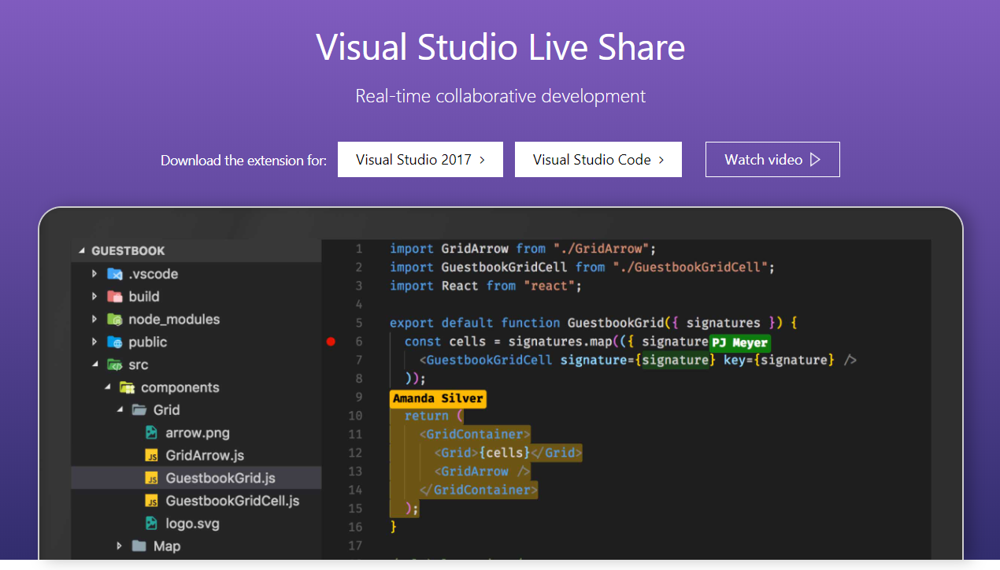 Visual Studio Live Share
Real-time collaborative development
Download the extension for: Visual Studio 2017 > Visual Studio Code > Watch video
GUESTBOOK
.vscode
build
node_modules
public
src
components
Grid
arrow.png
GridArrow.js
GuestbookGrid.js
GuestbookGridCell.js
logo.svg
Map
1 import GridArrow from "./GridArrow";
2 import GuestbookGridCell from "./GuestbookGridCell";
3 import React from "react";
4
5 export default function GuestbookGrid({ signatures }) {
6 const cells = signatures.map(({ signature PJ Meyer
7 <GuestbookGridCell signature={signature} key={signature} />
8 ));
9 Amanda Silver
10 return (
11 <GridContainer>
12 <Grid>{cells}</Grid>
13 <GridArrow />
14 </GridContainer>
15 );
16 }
17